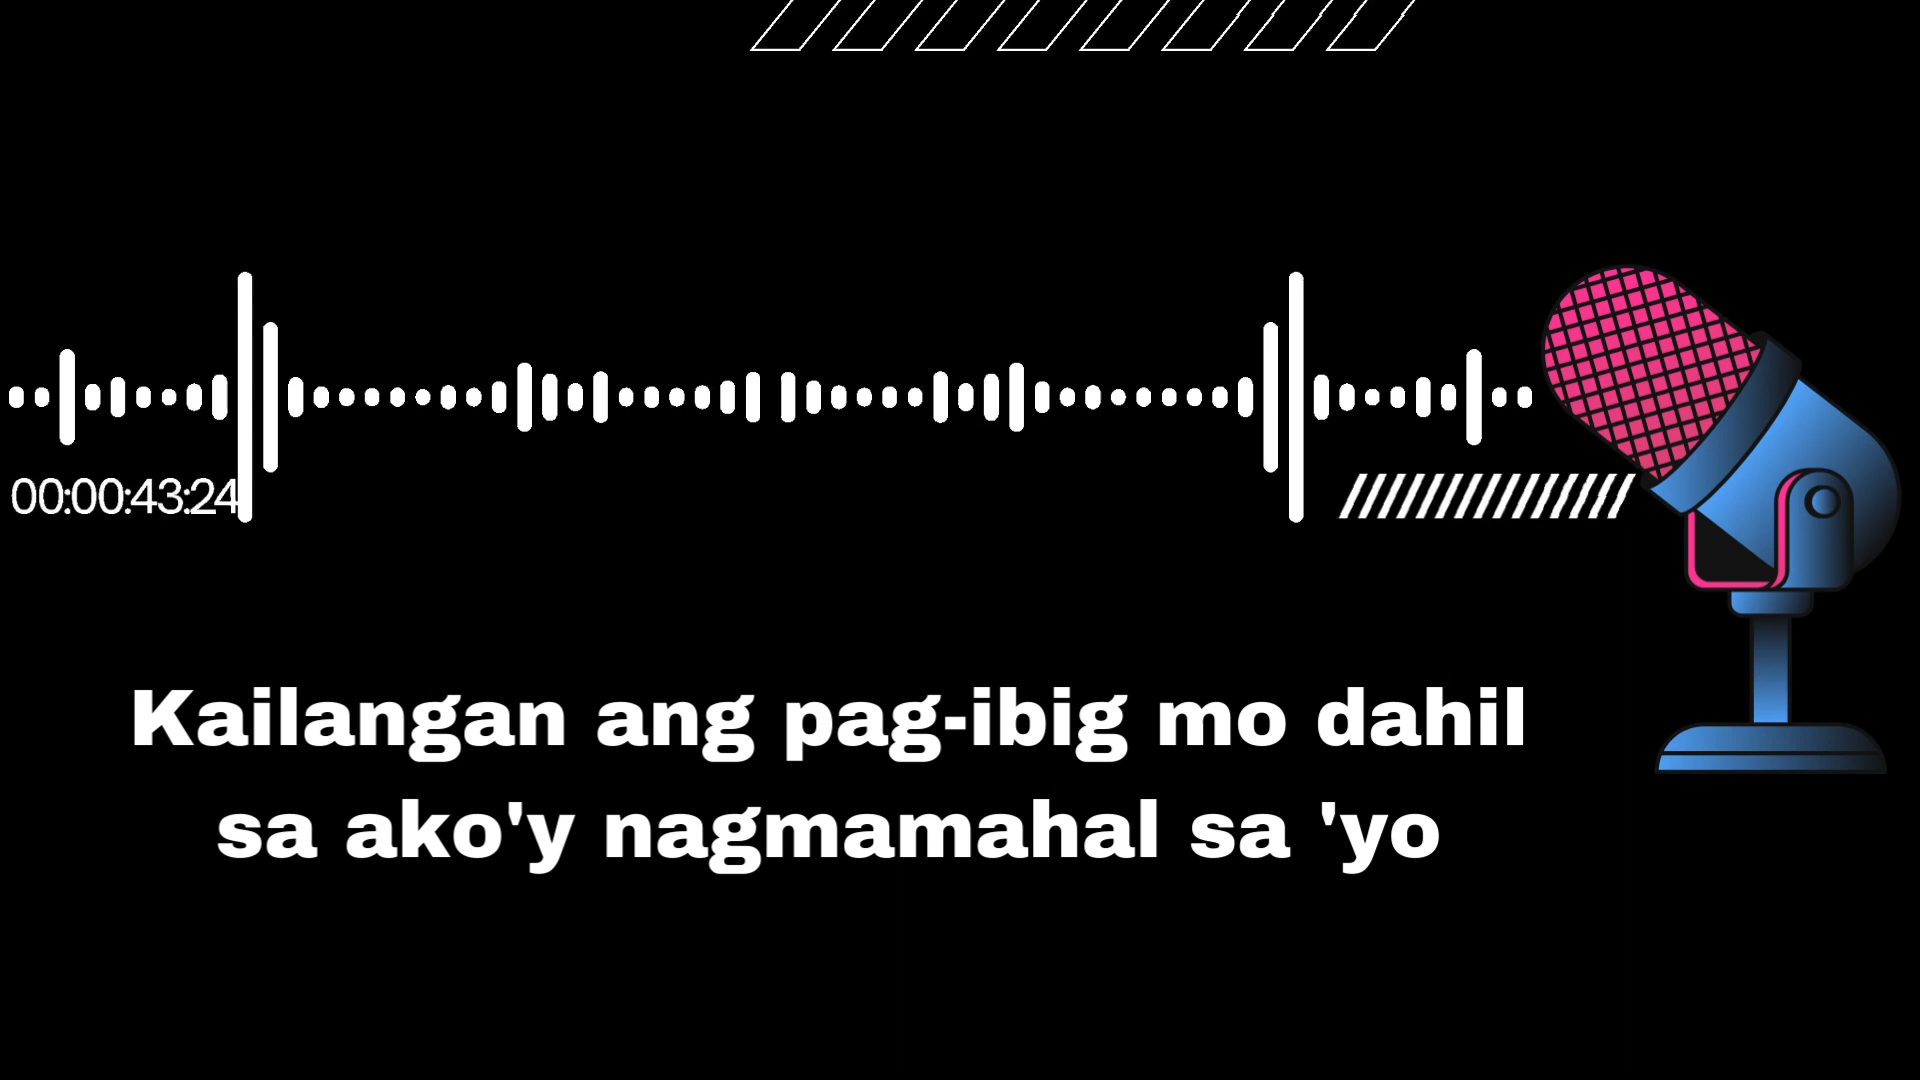 00:00:43:24
Kailangan ang pag-ibig mo dahil
sa ako'y nagmamahal sa 'yo